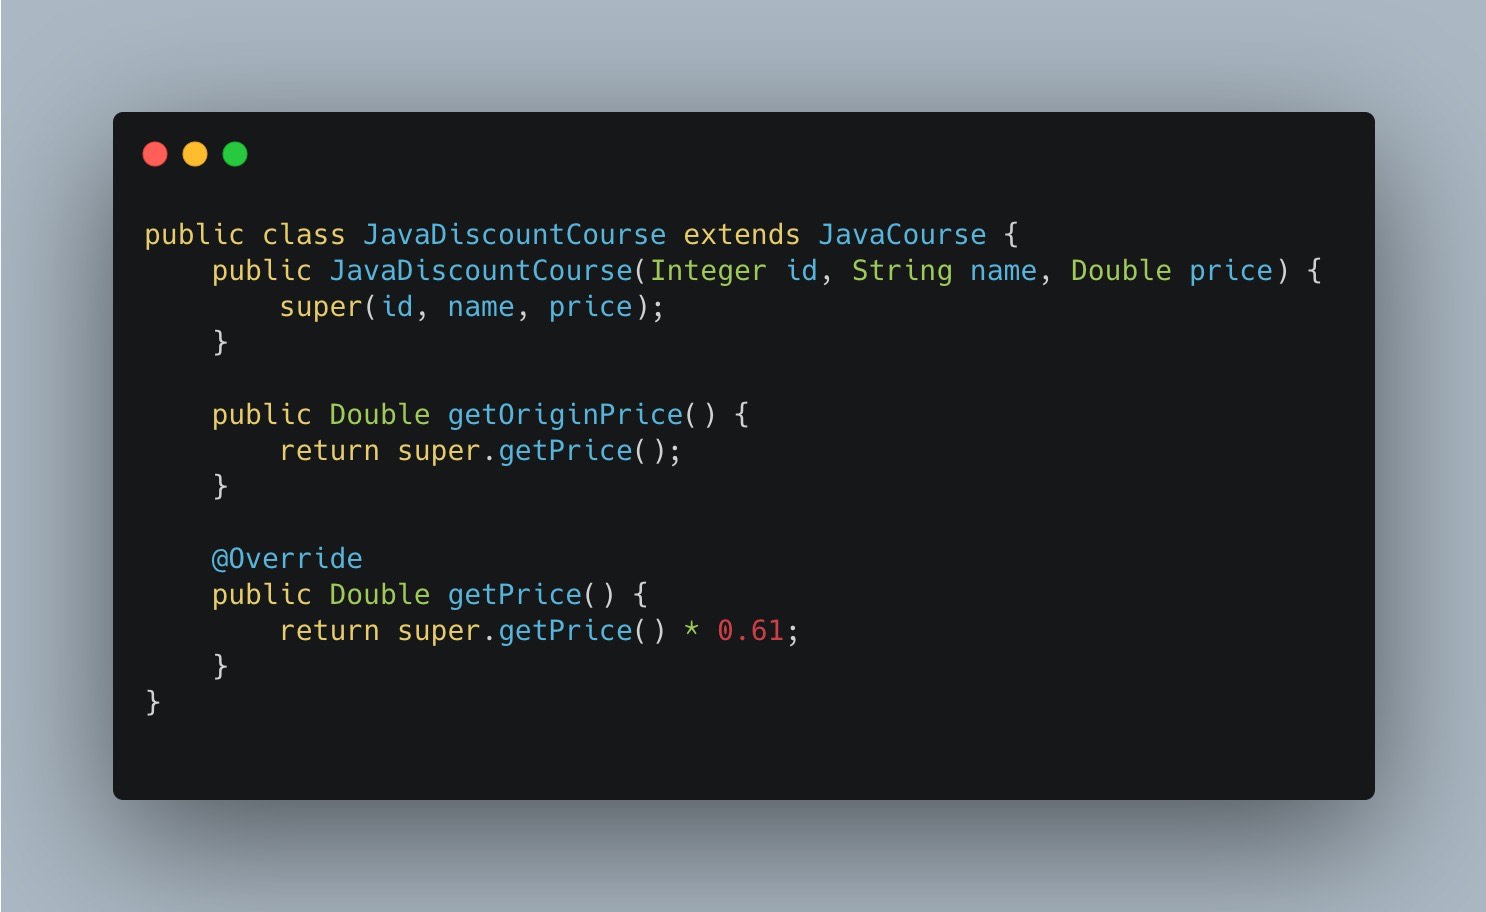 public class JavaDiscountCourse extends JavaCourse {
    public JavaDiscountCourse(Integer id, String name, Double price) {
        super(id, name, price);
    }

    public Double getOriginPrice() {
        return super.getPrice();
    }

    @Override
    public Double getPrice() {
        return super.getPrice() * 0.61;
    }
}